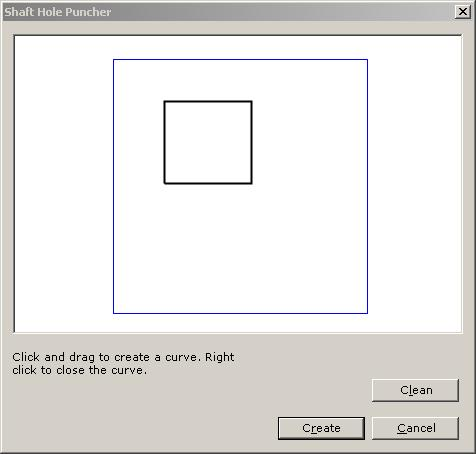 Shaft Hole Puncher
Click and drag to create a curve. Right
click to close the curve.
Clean
Create
Cancel